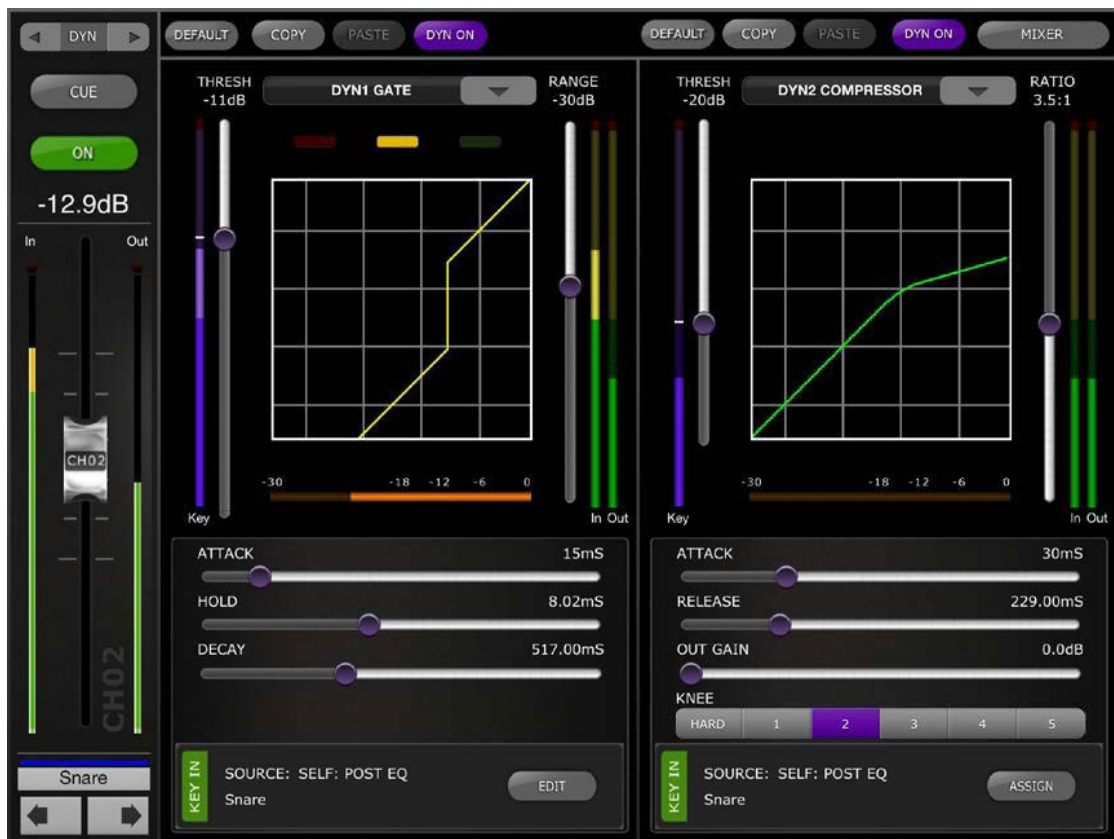 DYN
CUE
ON
-12.9dB
In
Out
CH02
CH02
Snare
DEFAULT
COPY
PASTE
DYN ON
THRESH
-11dB
DYN1 GATE
RANGE
-30dB
-30
-18
-12
-6
0
Key
In Out
ATTACK
15mS
HOLD
8.02mS
DECAY
517.00mS
KEY IN
SOURCE: SELF: POST EQ
Snare
EDIT
DEFAULT
COPY
PASTE
DYN ON
MIXER
THRESH
-20dB
DYN2 COMPRESSOR
RATIO
3.5:1
-30
-18
-12
-6
0
Key
In Out
ATTACK
30mS
RELEASE
229.00mS
OUT GAIN
0.0dB
KNEE
HARD 1 2 3 4 5
KEY IN
SOURCE: SELF: POST EQ
Snare
ASSIGN